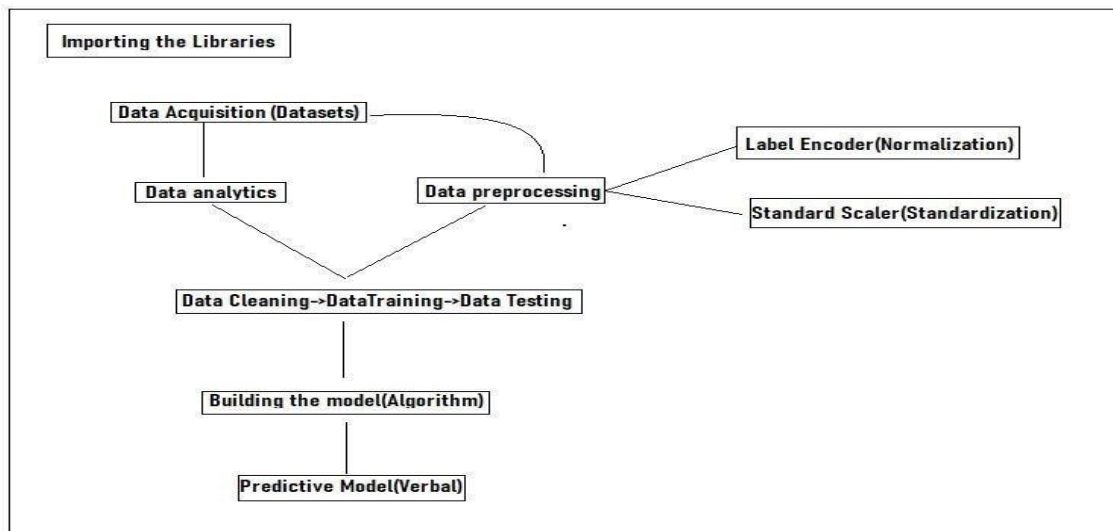 Importing the Libraries
Data Acquisition (Datasets)
Label Encoder(Normalization)
Data analytics
Data preprocessing
Standard Scaler(Standardization)
Data Cleaning->DataTraining->Data Testing
Building the model(Algorithm)
Predictive Model(Verbal)